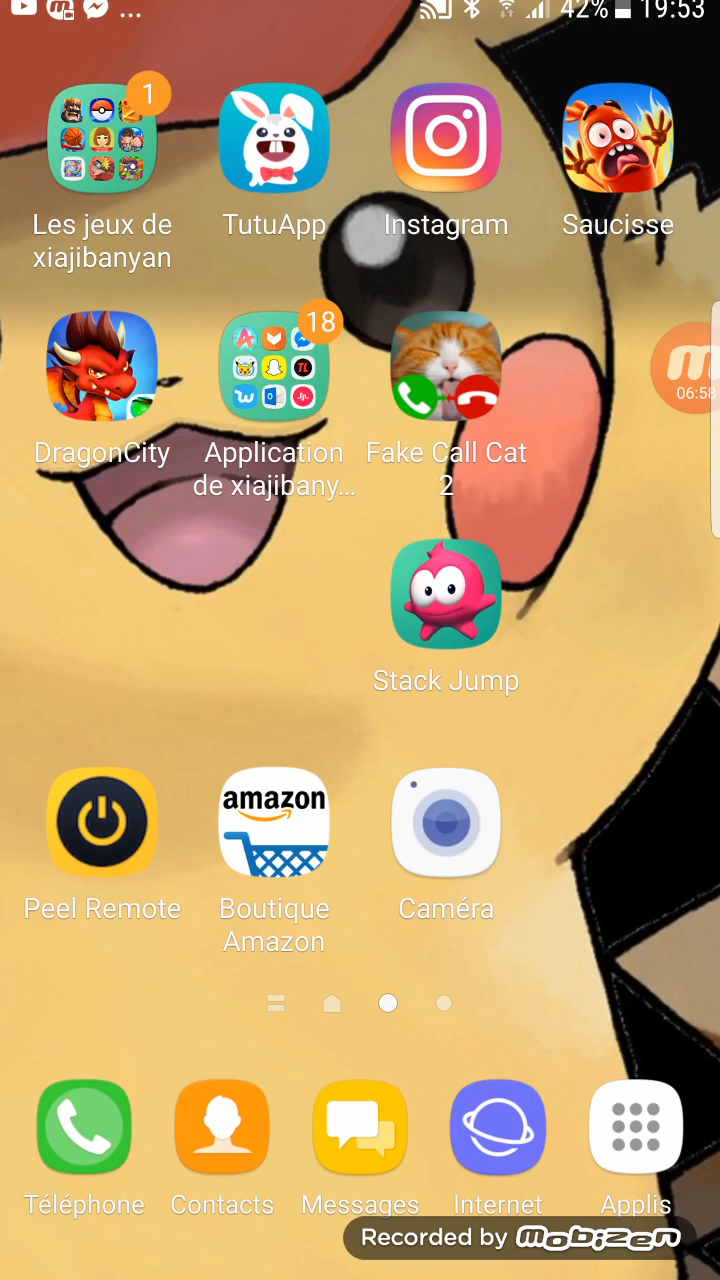 ... 42% 19:53
1
Les jeux de
xiajibanyan
TutuApp
Instagram
Saucisse
18
DragonCity
Application
de xiajibany...
Fake Call Cat
2
06:58
Stack Jump
amazon
Peel Remote
Boutique
Amazon
Caméra
Téléphone
Contacts
Messages
Internet
Applis
Recorded by Mobizen